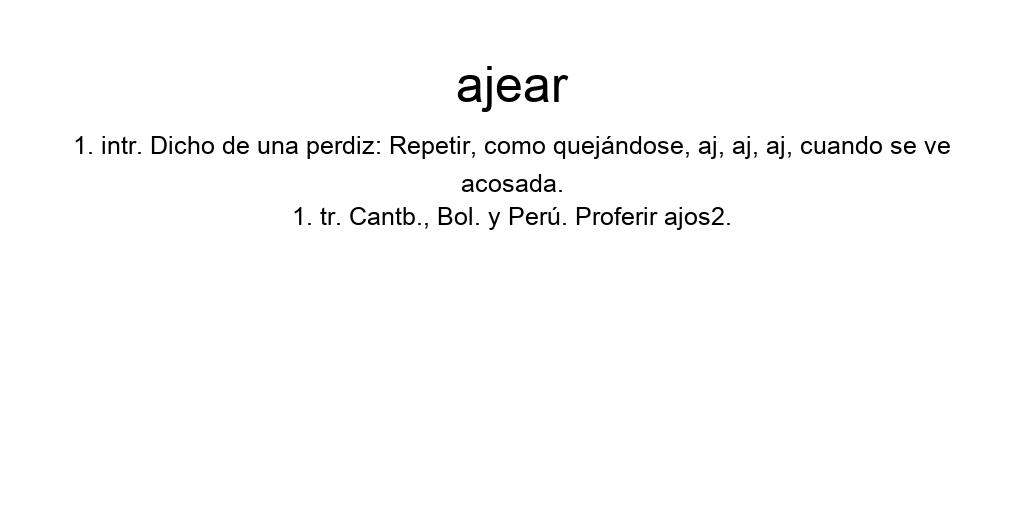 ajear
1. intr. Dicho de una perdiz: Repetir, como quejándose, aj, aj, aj, cuando se ve
acosada.
1. tr. Cantb., Bol. y Perú. Proferir ajos2.